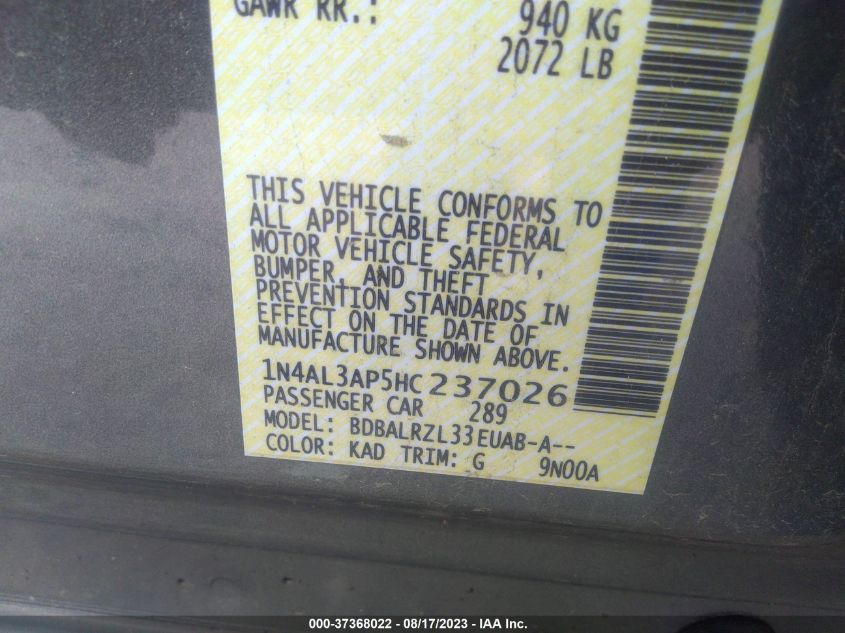 GAWR RR.: 940 KG
2072 LB
THIS VEHICLE CONFORMS TO
ALL APPLICABLE FEDERAL
MOTOR VEHICLE SAFETY,
BUMPER, AND THEFT
PREVENTION STANDARDS IN
EFFECT ON THE DATE OF
MANUFACTURE SHOWN ABOVE.
1N4AL3AP5HC237026
PASSENGER CAR 289
MODEL: BDBALRZL33EUAB-A--
COLOR: KAD TRIM: G 9N00A
000-37368022 - 08/17/2023 - IAA Inc.